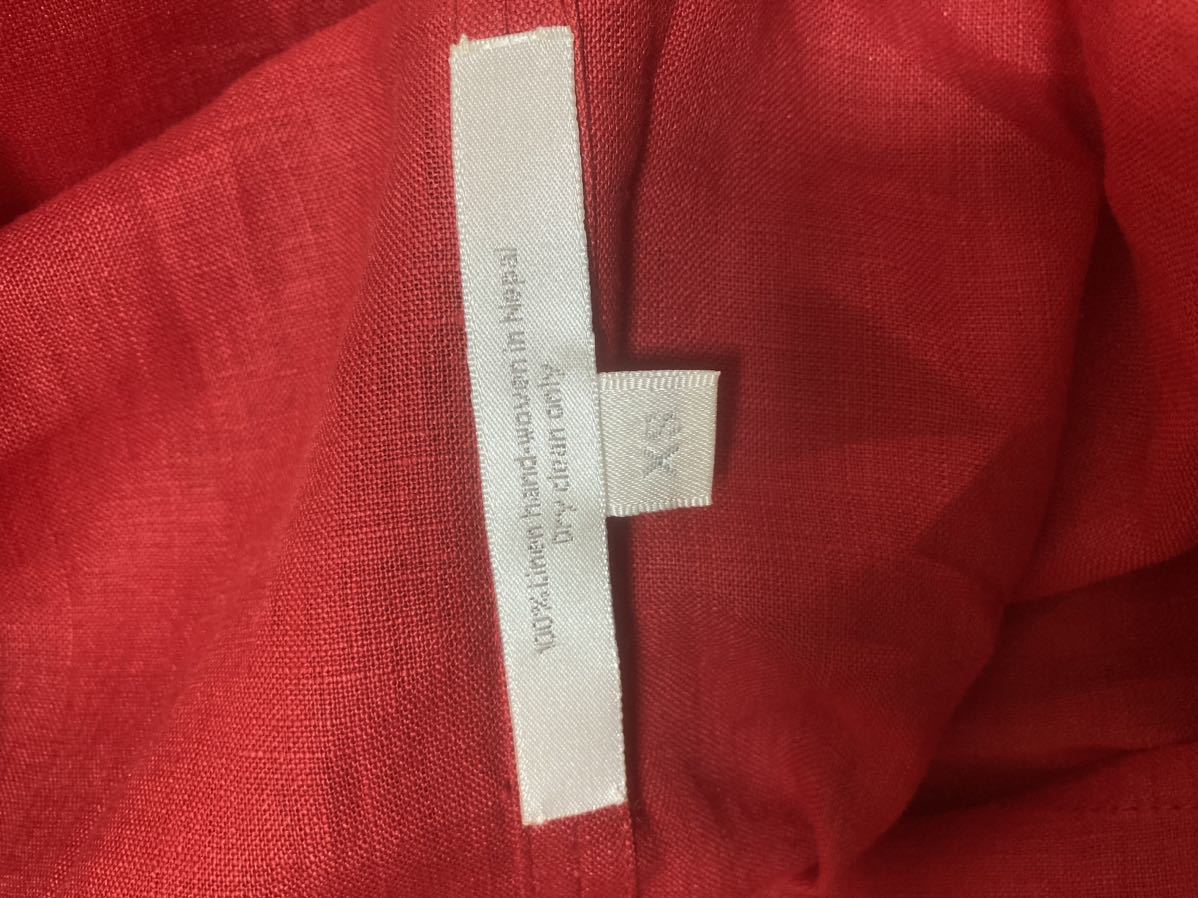 100% Linen hand-woven in Nepal
Dry clean only
XS